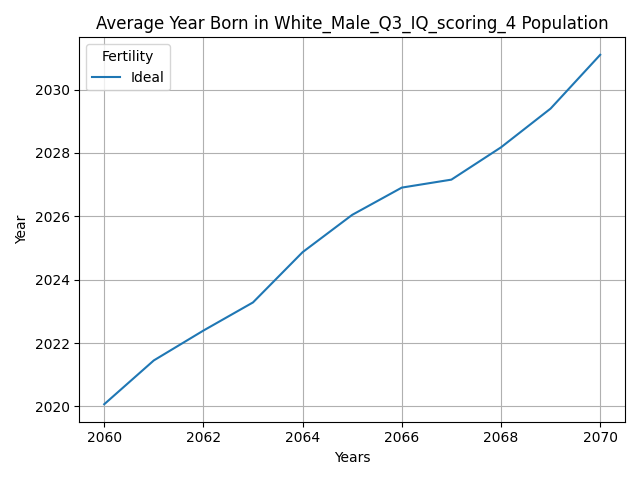 Average Year Born in White_Male_Q3_IQ_scoring_4 Population
Fertility
Ideal
2030
2028
2026
2024
2022
2020
Year
2060 2062 2064 2066 2068 2070
Years